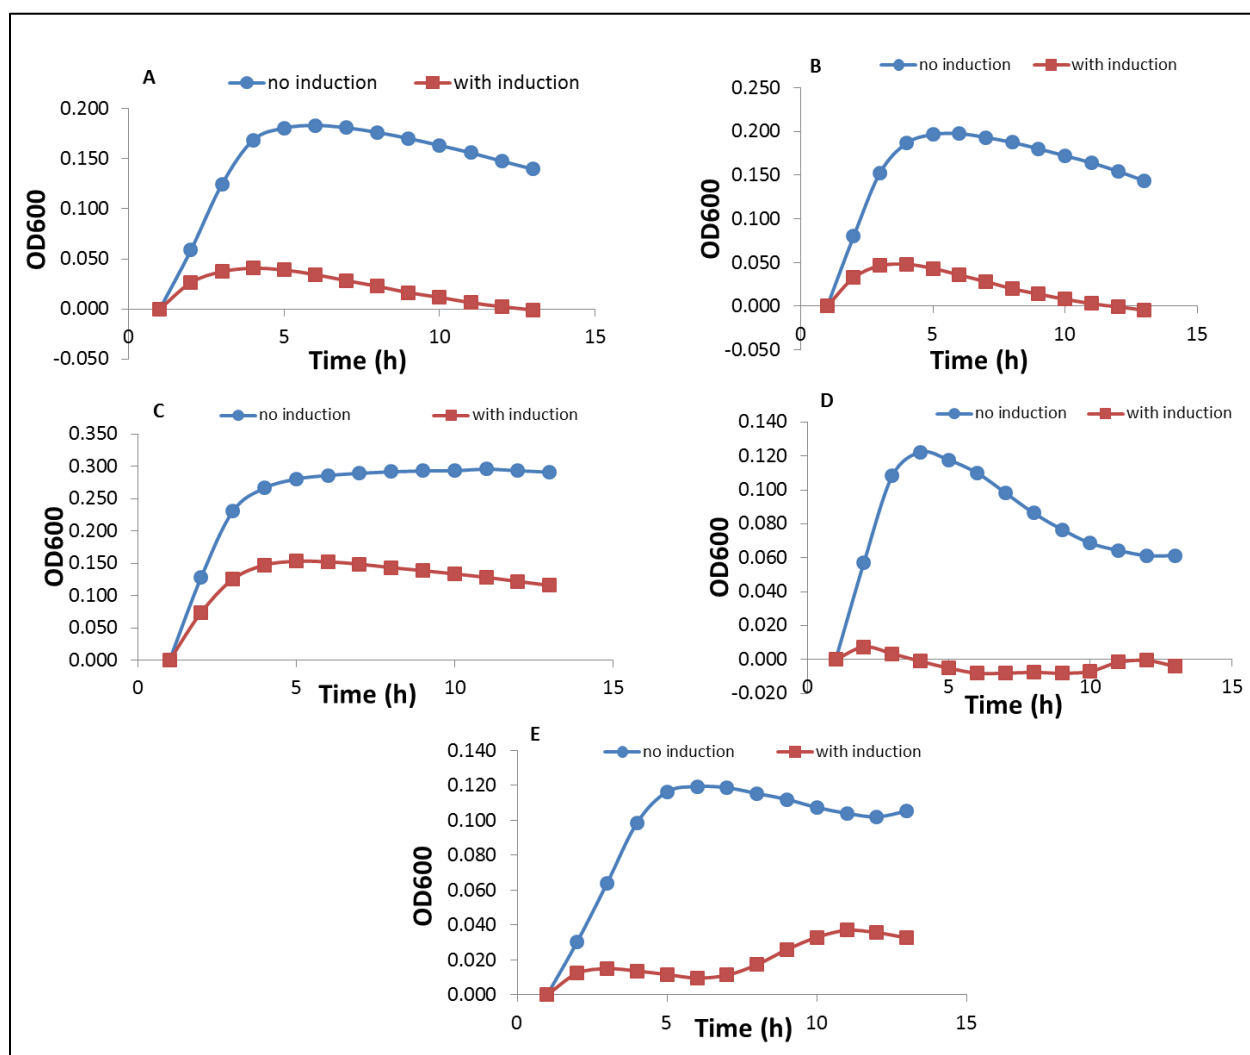 A
no induction
with induction
0.200
0.150
0.100
0.050
0.000
-0.050
0
5
10
15
OD600
Time (h)
B
no induction
with induction
0.250
0.200
0.150
0.100
0.050
0.000
-0.050
0
5
10
15
OD600
Time (h)
C
no induction
with induction
0.350
0.300
0.250
0.200
0.150
0.100
0.050
0.000
0
5
10
15
OD600
Time (h)
D
no induction
with induction
0.140
0.120
0.100
0.080
0.060
0.040
0.020
0.000
-0.020
0
5
10
15
OD600
Time (h)
E
no induction
with induction
0.140
0.120
0.100
0.080
0.060
0.040
0.020
0.000
0
5
10
15
OD600
Time (h)